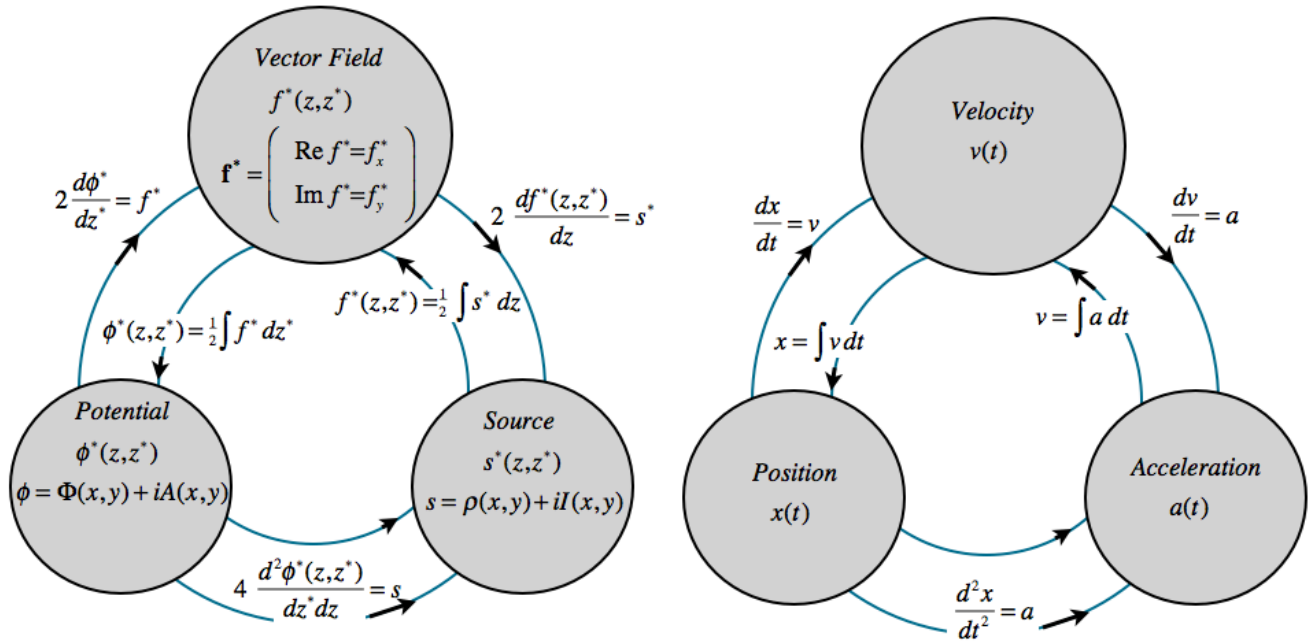 Vector Field
f*(z,z*)
f* = ( Re f* = f*ₓ
Im f* = f*_y )
2 dϕ*/dz* = f*
2 df*(z,z*)/dz = s*
ϕ*(z,z*) = ½∫f* dz*
f*(z,z*) = ½∫s* dz
Potential
ϕ*(z,z*)
ϕ = Φ(x,y) + iA(x,y)
Source
s*(z,z*)
s = ρ(x,y) + iI(x,y)
4 d²ϕ*(z,z*)/dz*dz = s
Velocity
v(t)
dx/dt = v
dv/dt = a
x = ∫v dt
v = ∫a dt
Position
x(t)
Acceleration
a(t)
d²x/dt² = a